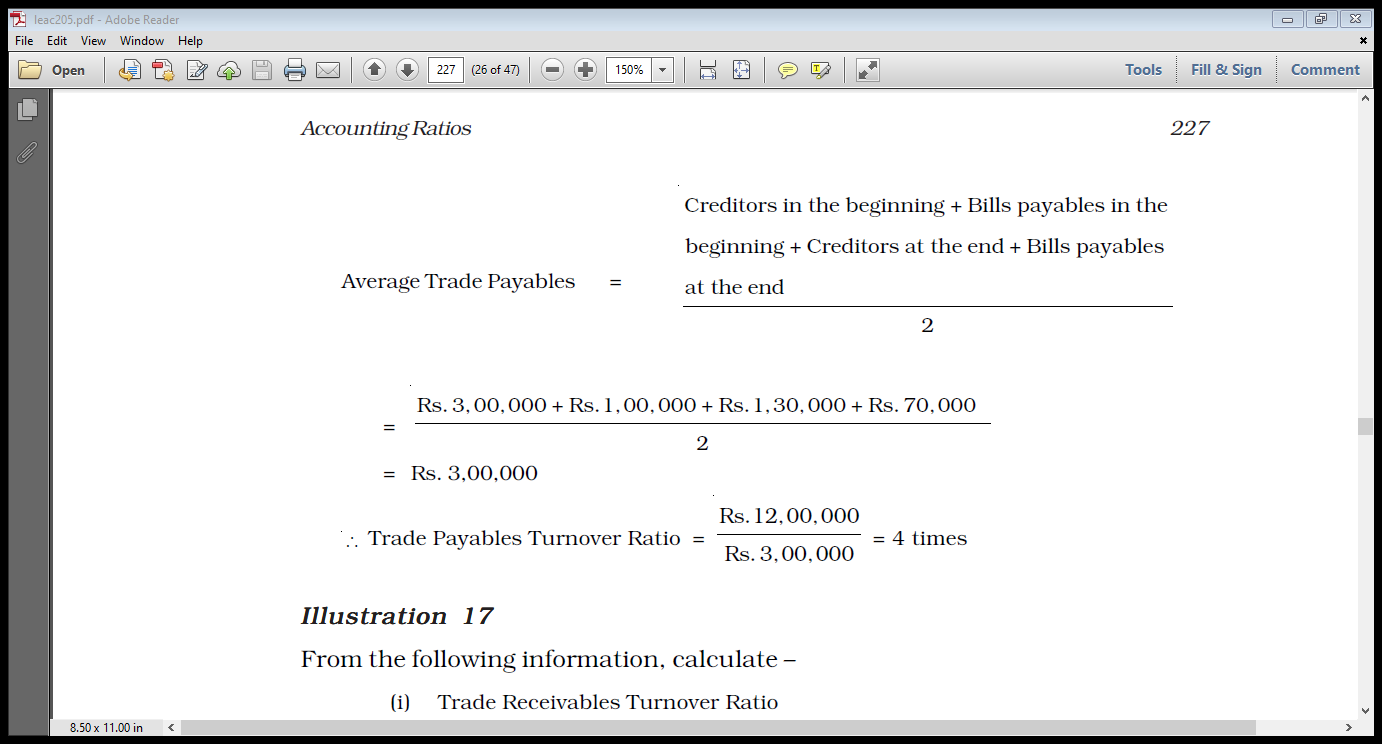 leac205.pdf - Adobe Reader
File Edit View Window Help
Open 227 (26 of 47) 150% Tools Fill & Sign Comment
Accounting Ratios 227
Creditors in the beginning + Bills payables in the
beginning + Creditors at the end + Bills payables
Average Trade Payables =
at the end
2
Rs. 3,00,000 + Rs. 1,00,000 + Rs. 1,30,000 + Rs. 70,000
=
2
= Rs. 3,00,000
Rs. 12,00,000
∴ Trade Payables Turnover Ratio = = 4 times
Rs. 3,00,000
Illustration 17
From the following information, calculate –
(i) Trade Receivables Turnover Ratio
8.50 x 11.00 in